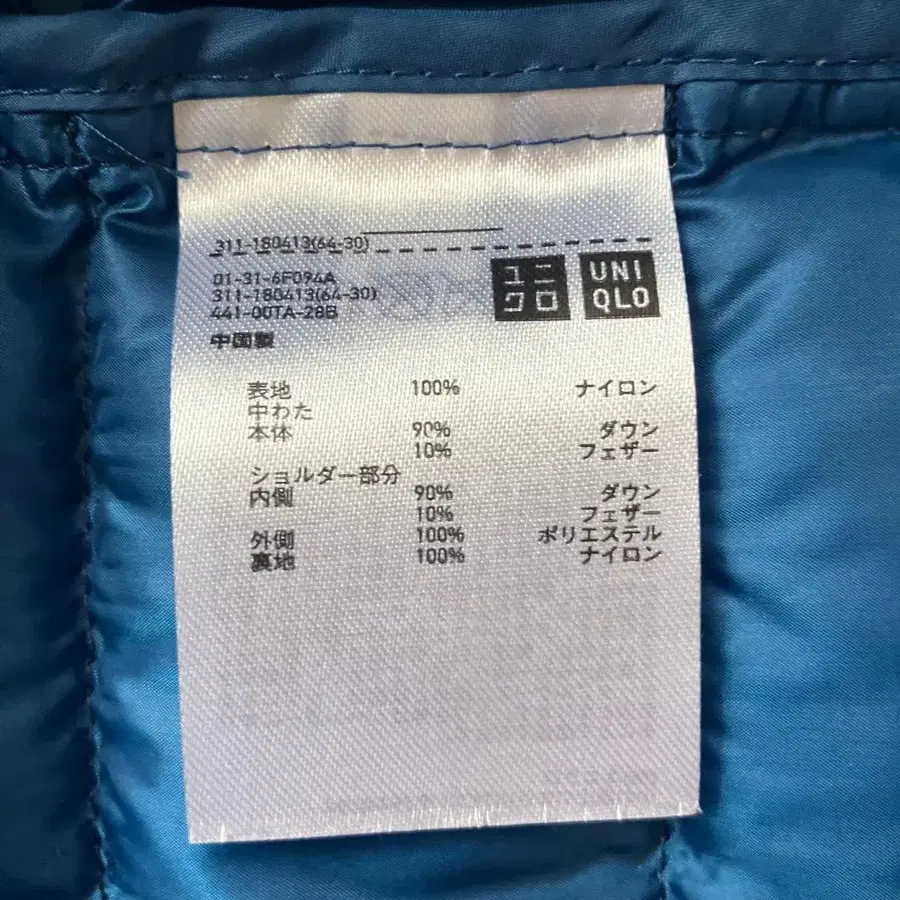 311-180413(64-30)
01-31-6F094A
311-180413(64-30)
441-00TA-28B
中国製
ユニ
クロ
UNI
QLO
表地 100% ナイロン
中わた
本体 90% ダウン
10% フェザー
ショルダー部分
内側 90% ダウン
10% フェザー
外側 100% ポリエステル
裏地 100% ナイロン